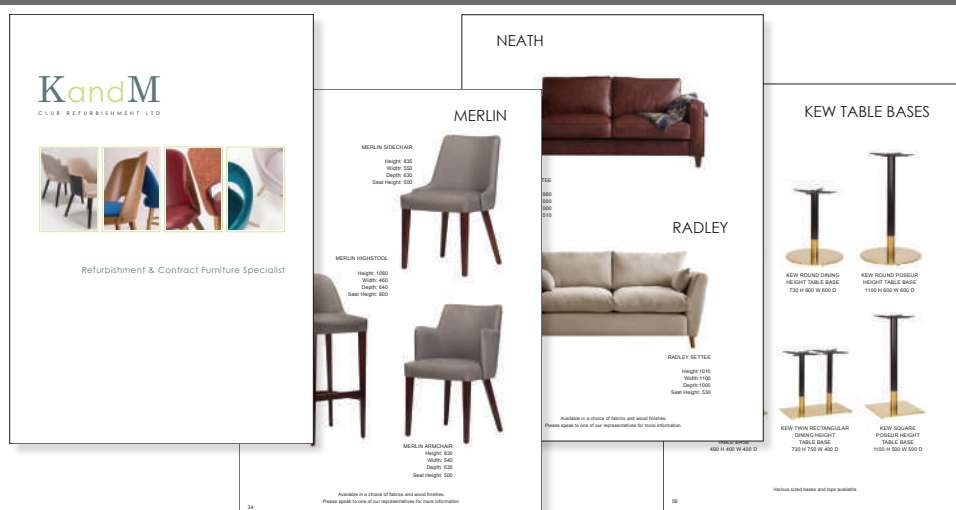 KandM
CLUB REFURBISHMENT LTD
Refurbishment & Contract Furniture Specialist
MERLIN
MERLIN SIDECHAIR
Height: 835
Width: 550
Depth: 630
Seat Height: 500
MERLIN HIGHSTOOL
Height: 1080
Width: 460
Depth: 640
Seat Height: 800
MERLIN ARMCHAIR
Height: 830
Width: 540
Depth: 635
Seat Height: 500
Available in a choice of fabrics and wood finishes.
Please speak to one of our representatives for more information
34
NEATH
TEE
860
000
000
510
RADLEY
RADLEY SETTEE
Height:1010
Width:1100
Depth:1000
Seat Height: 530
Available in a choice of fabrics and wood finishes.
Please speak to one of our representatives for more information
KEW TABLE BASES
KEW ROUND DINING
HEIGHT TABLE BASE
730 H 600 W 600 D
KEW ROUND POSEUR
HEIGHT TABLE BASE
1100 H 600 W 600 D
TABLE BASE
480 H 400 W 400 D
KEW TWIN RECTANGULAR
DINING HEIGHT
TABLE BASE
730 H 750 W 400 D
KEW SQUARE
POSEUR HEIGHT
TABLE BASE
1100 H 500 W 500 D
Various sized bases and tops available
56